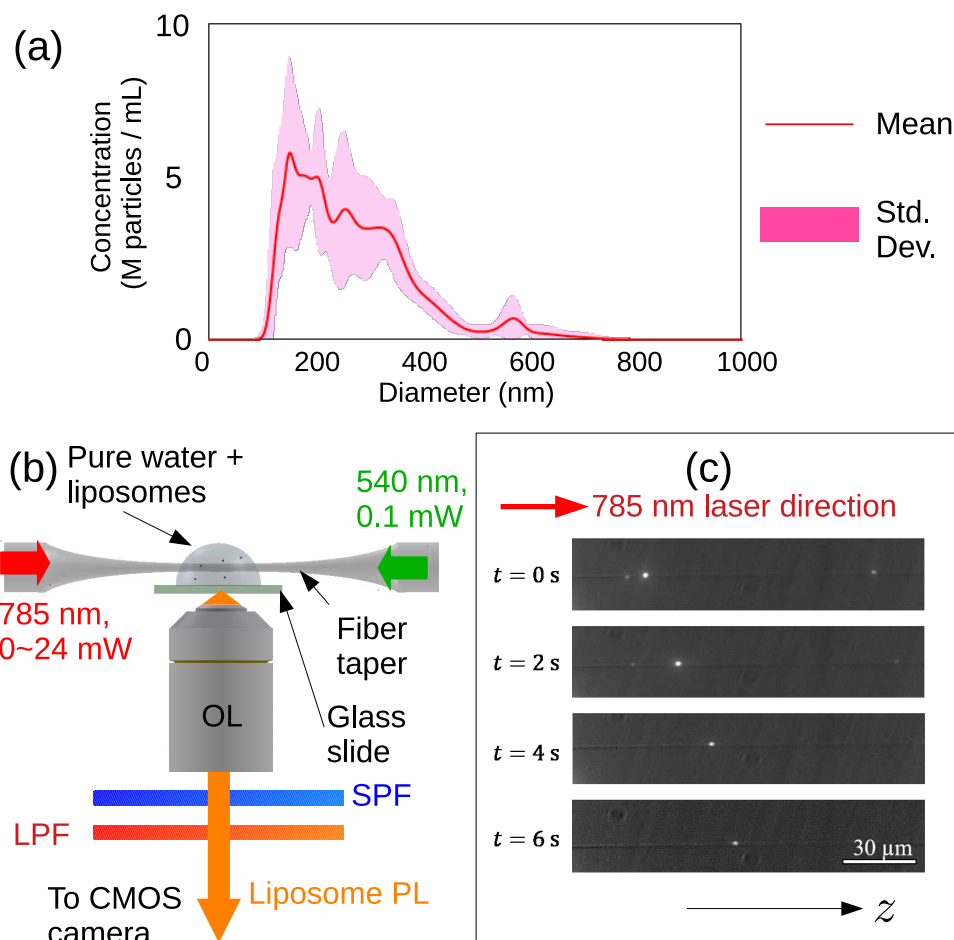 (a)
10
5
0
Concentration
(M particles / mL)
0
200
400
600
800
1000
Diameter (nm)
Mean
Std.
Dev.
(b)
Pure water +
liposomes
540 nm,
0.1 mW
785 nm,
0~24 mW
Fiber
taper
OL
Glass
slide
SPF
LPF
Liposome PL
To CMOS
camera
(c)
785 nm laser direction
t = 0 s
t = 2 s
t = 4 s
t = 6 s
30 μm
z